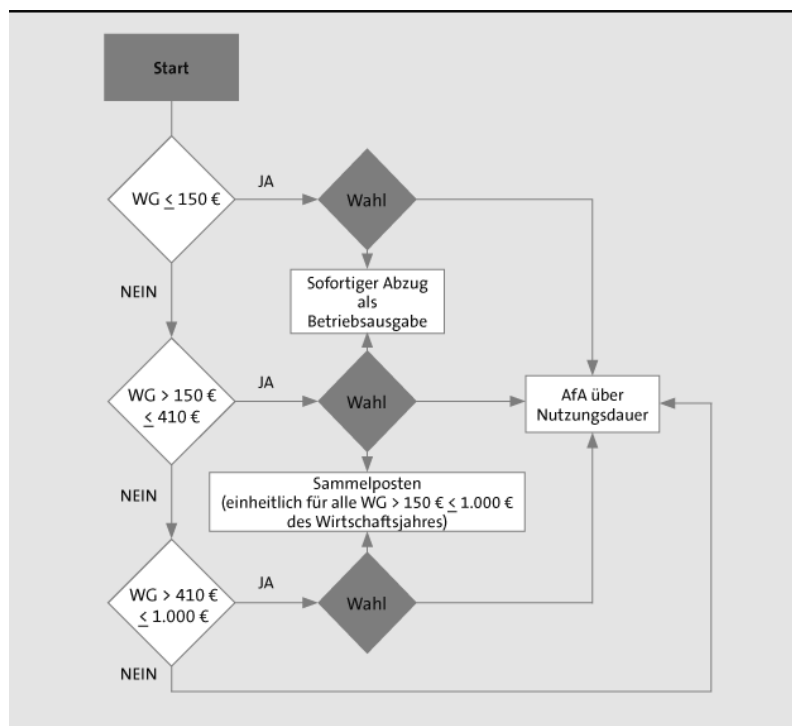 Start
WG ≤ 150 €
JA
Wahl
NEIN
Sofortiger Abzug
als
Betriebsausgabe
WG > 150 €
≤ 410 €
JA
Wahl
AfA über
Nutzungsdauer
NEIN
Sammelposten
(einheitlich für alle WG > 150 € ≤ 1.000 €
des Wirtschaftsjahres)
WG > 410 €
≤ 1.000 €
JA
Wahl
NEIN